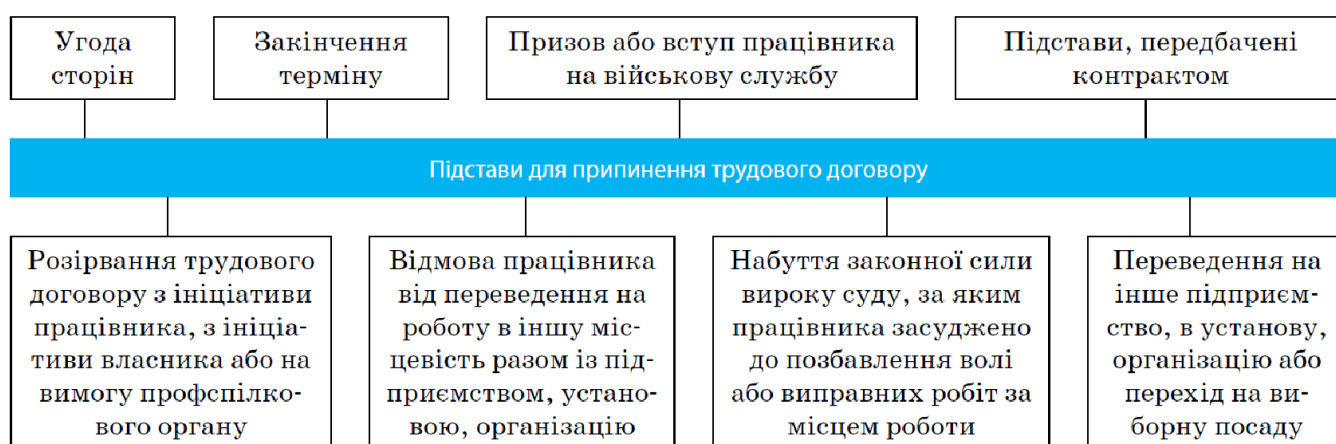 Угода
сторін
Закінчення
терміну
Призов або вступ працівника
на військову службу
Підстави, передбачені
контрактом
Підстави для припинення трудового договору
Розірвання трудового
договору з ініціативи
працівника, з ініціа-
тиви власника або на
вимогу профспілко-
вого органу
Відмова працівника
від переведення на
роботу в іншу міс-
цевість разом із під-
приємством, устано-
вою, організацію
Набуття законної сили
вироку суду, за яким
працівника засуджено
до позбавлення волі
або виправних робіт за
місцем роботи
Переведення на
інше підприєм-
ство, в установу,
організацію або
перехід на ви-
борну посаду